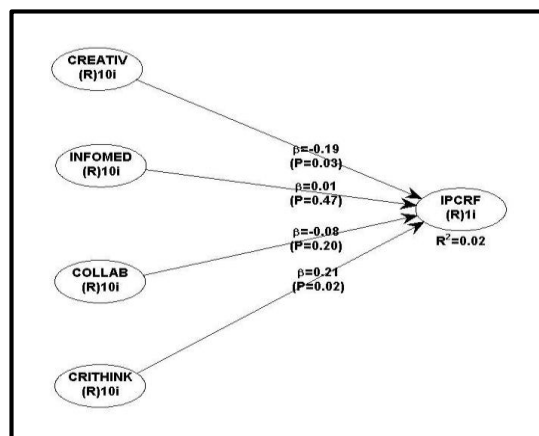 CREATIV
(R)10i
β=-0.19
(P=0.03)
INFOMED
(R)10i
β=0.01
(P=0.47)
IPCRF
(R)1i
R²=0.02
COLLAB
(R)10i
β=-0.08
(P=0.20)
β=0.21
(P=0.02)
CRITHINK
(R)10i